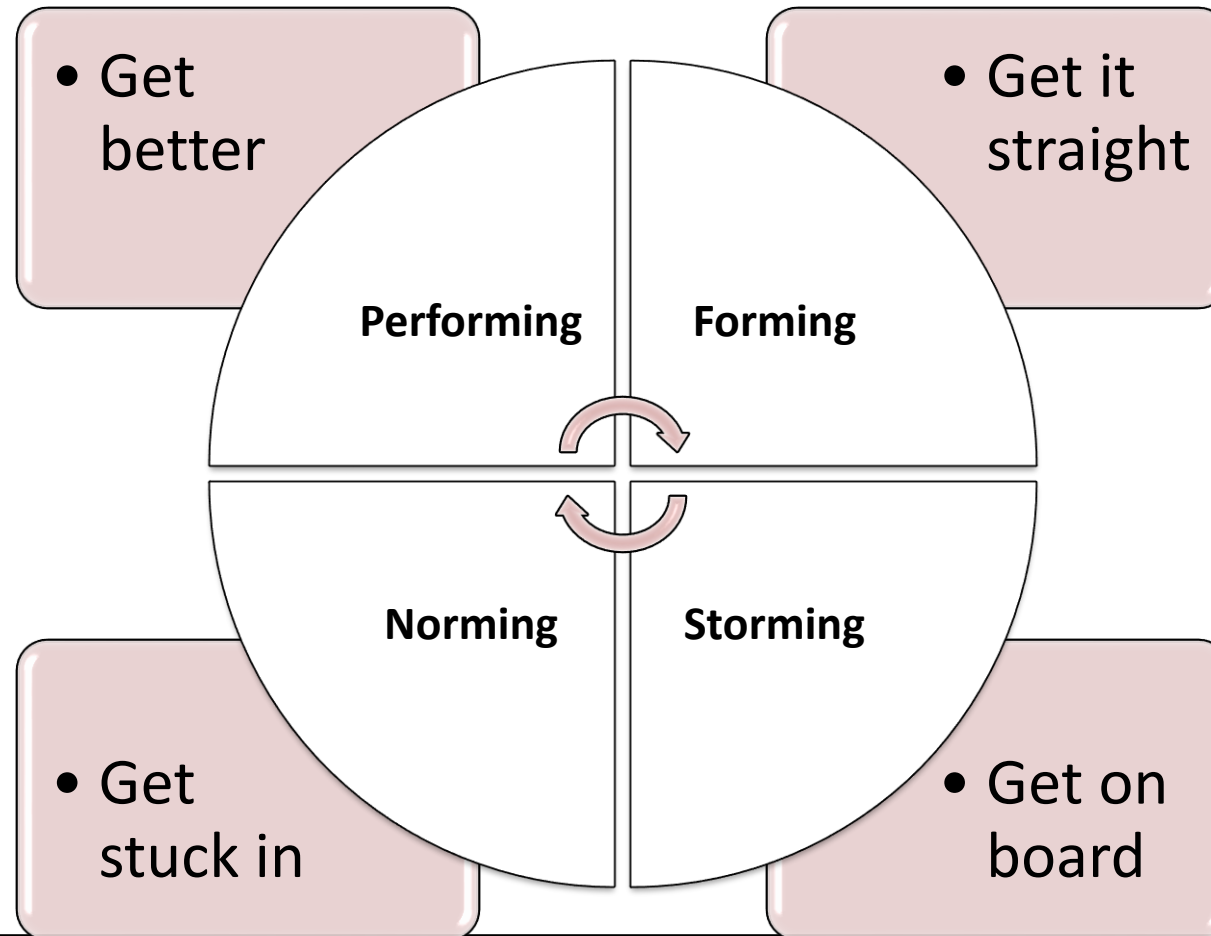 • Get
better
• Get it
straight
Performing
Forming
Norming
Storming
• Get
stuck in
• Get on
board